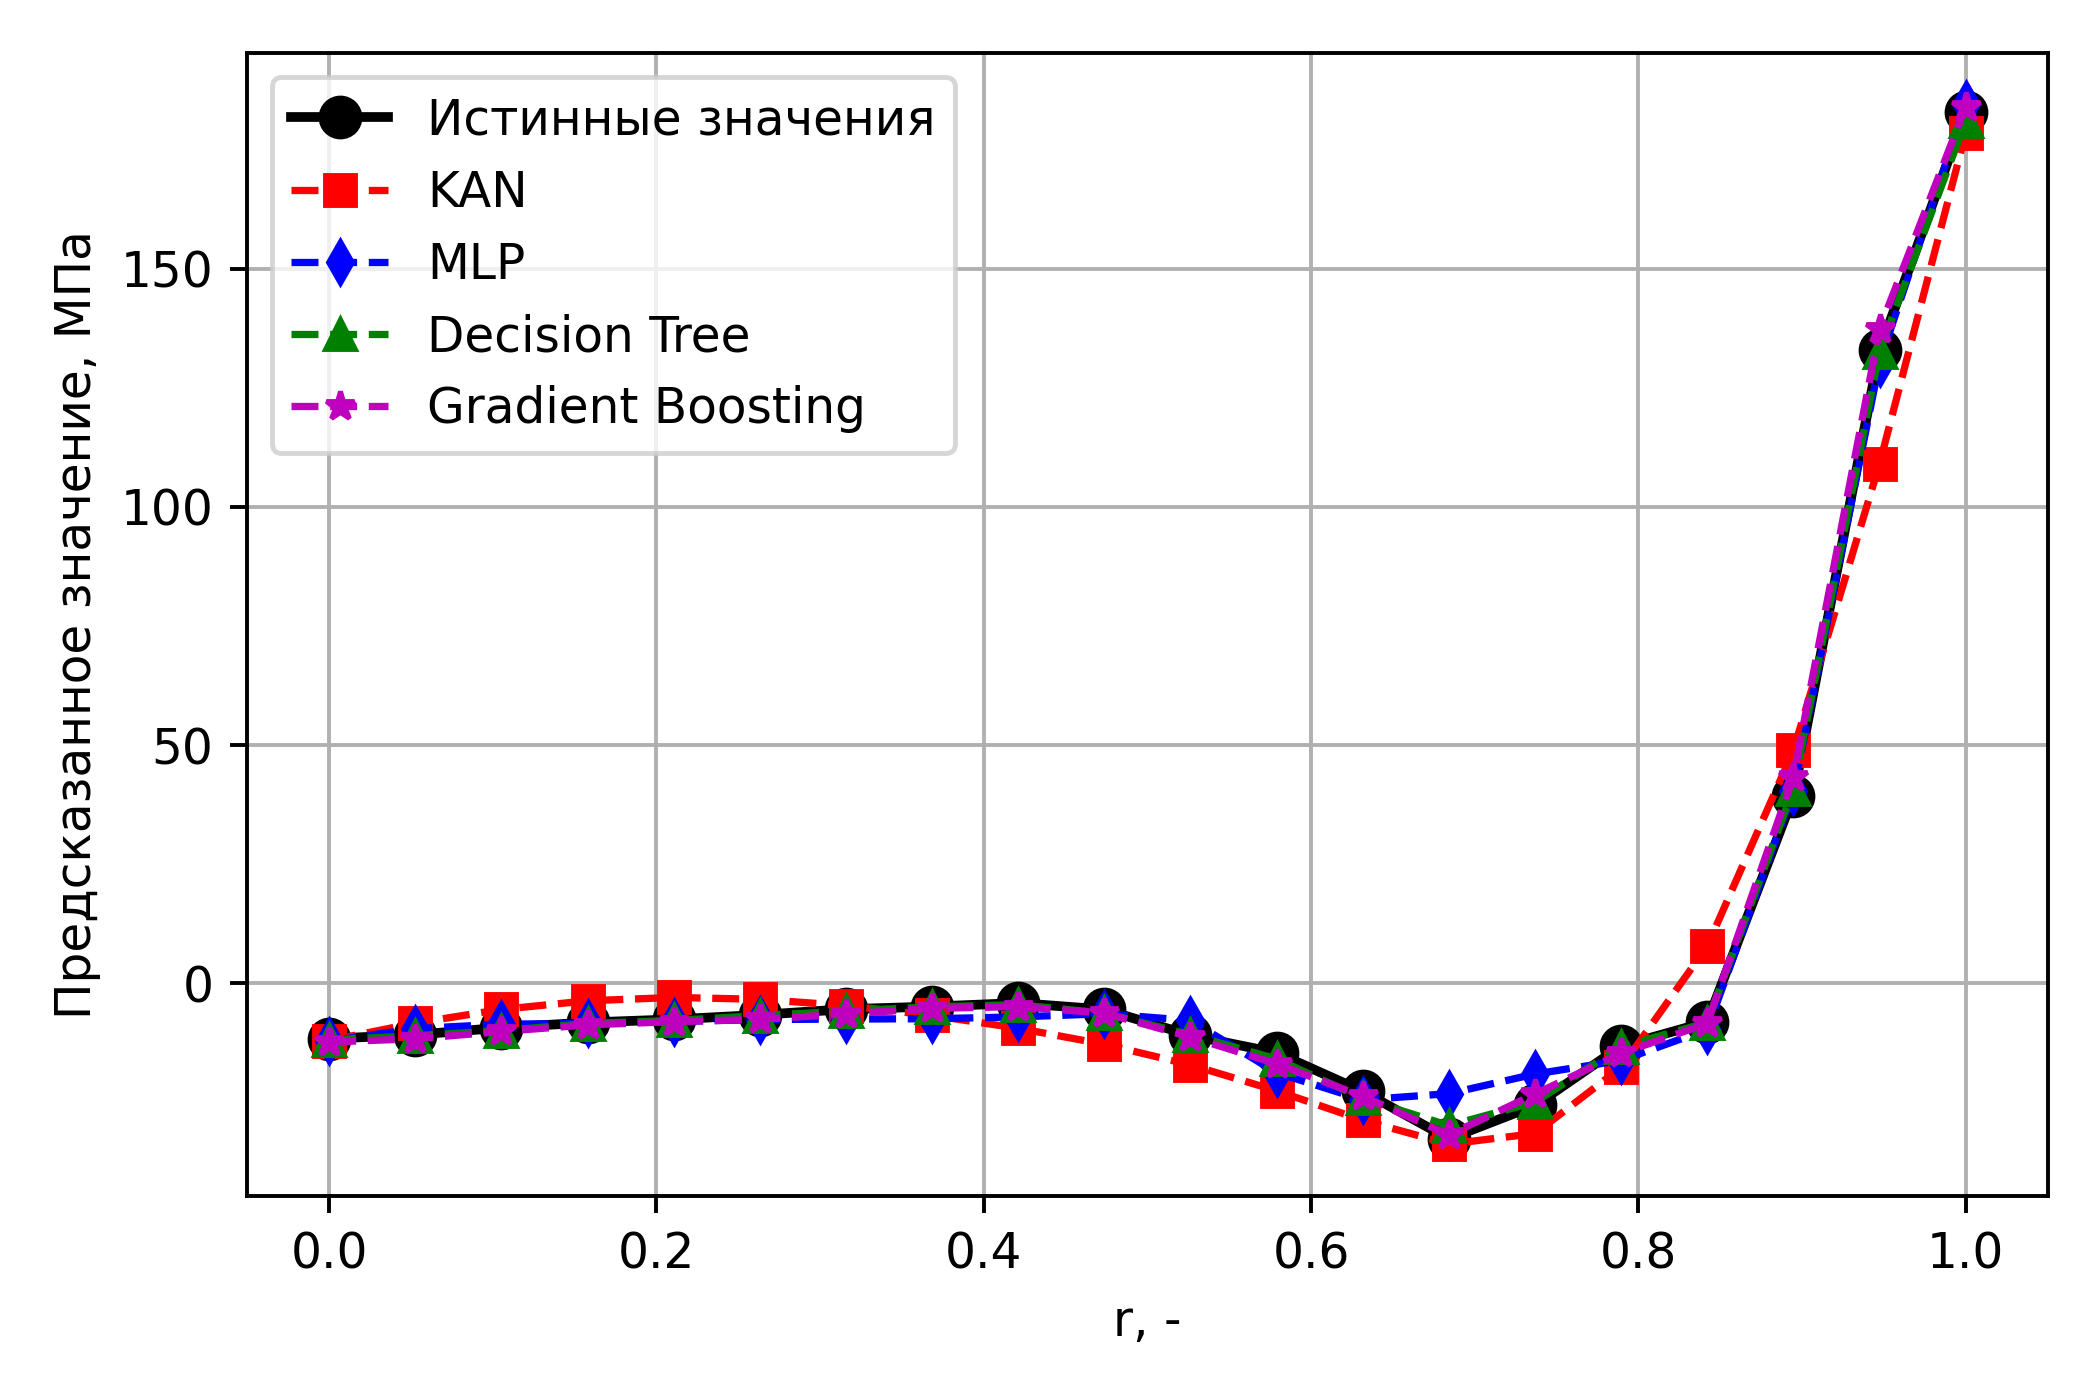 Истинные значения
KAN
MLP
Decision Tree
Gradient Boosting
Предсказанное значение, МПа
150
100
50
0
0.0 0.2 0.4 0.6 0.8 1.0
r, -